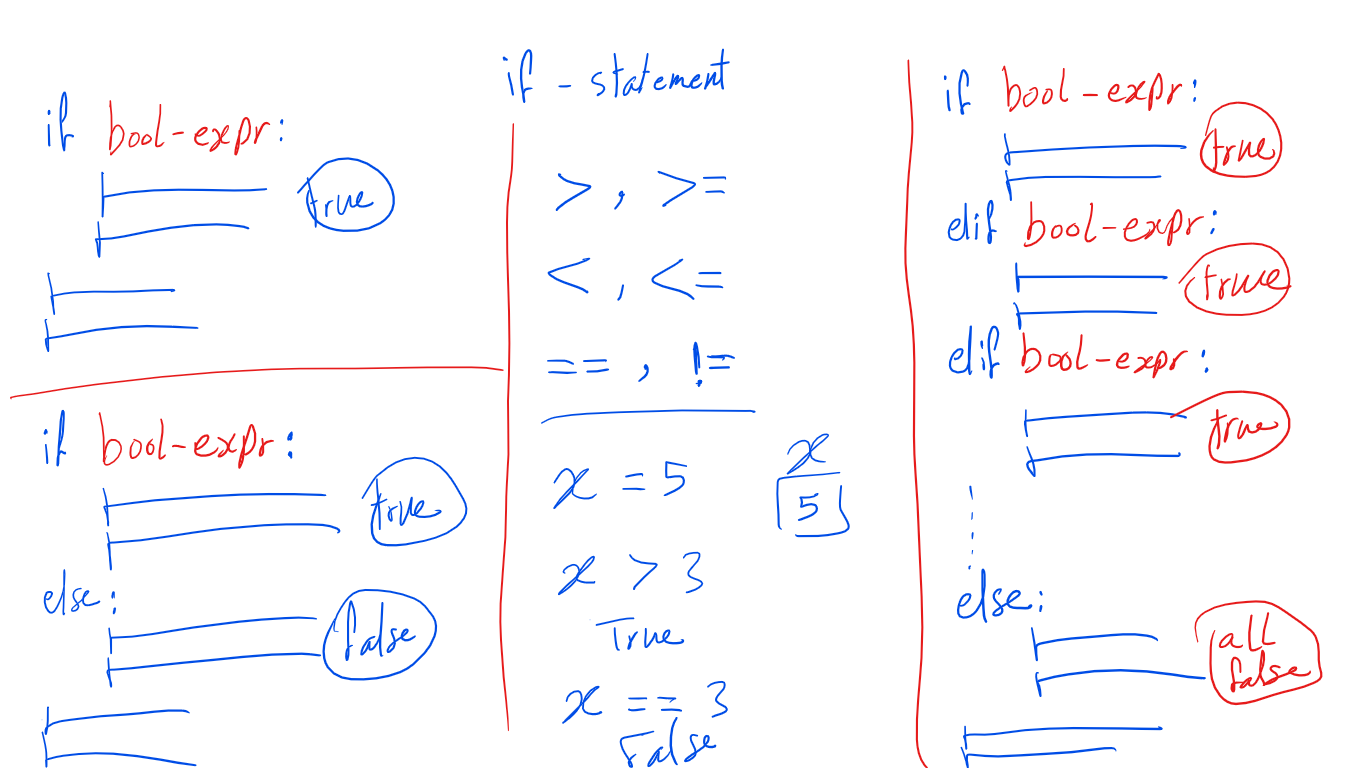 if - statement
if bool-expr:
true
if bool-expr:
true
else:
false
>, >=
<, <=
==, !=
x = 5
x
5
x > 3
True
x == 3
False
if bool-expr:
true
elif bool-expr:
true
elif bool-expr:
true
else:
all
false